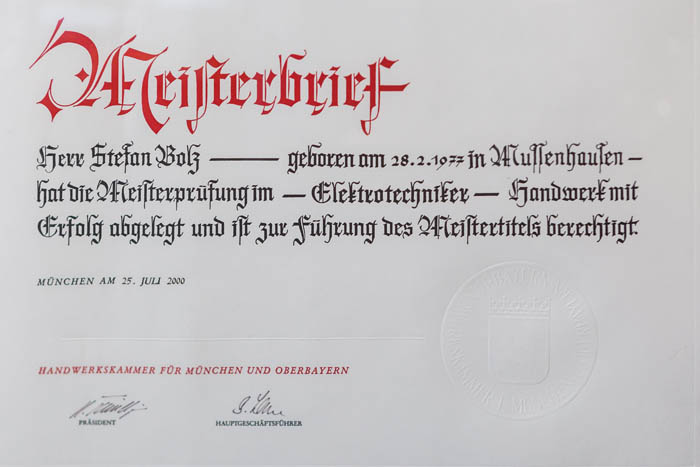 Meisterbrief
Herr Stefan Bolz — geboren am 28.2.1977 in Mussenhausen –
hat die Meisterprüfung im — Elektrotechniker — Handwerk mit
Erfolg abgelegt und ist zur Führung des Meistertitels berechtigt.
MÜNCHEN AM 25. JULI 2000
HANDWERKSKAMMER FÜR MÜNCHEN UND OBERBAYERN
PRÄSIDENT
HAUPTGESCHÄFTSFÜHRER